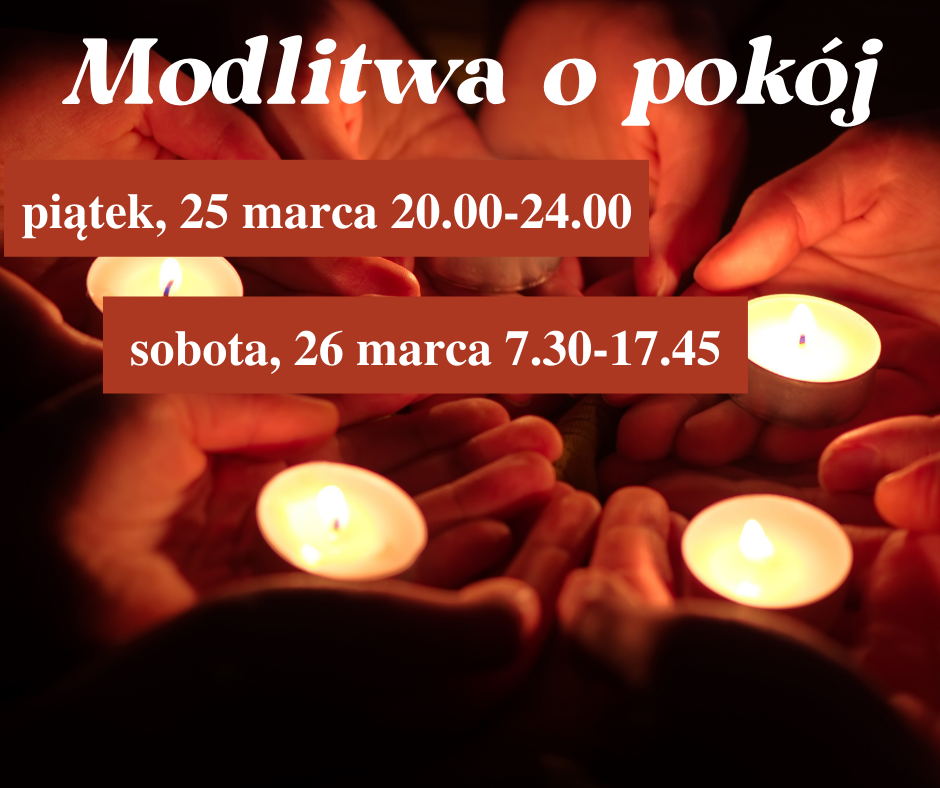 Modlitwa o pokój
piątek, 25 marca 20.00-24.00
sobota, 26 marca 7.30-17.45